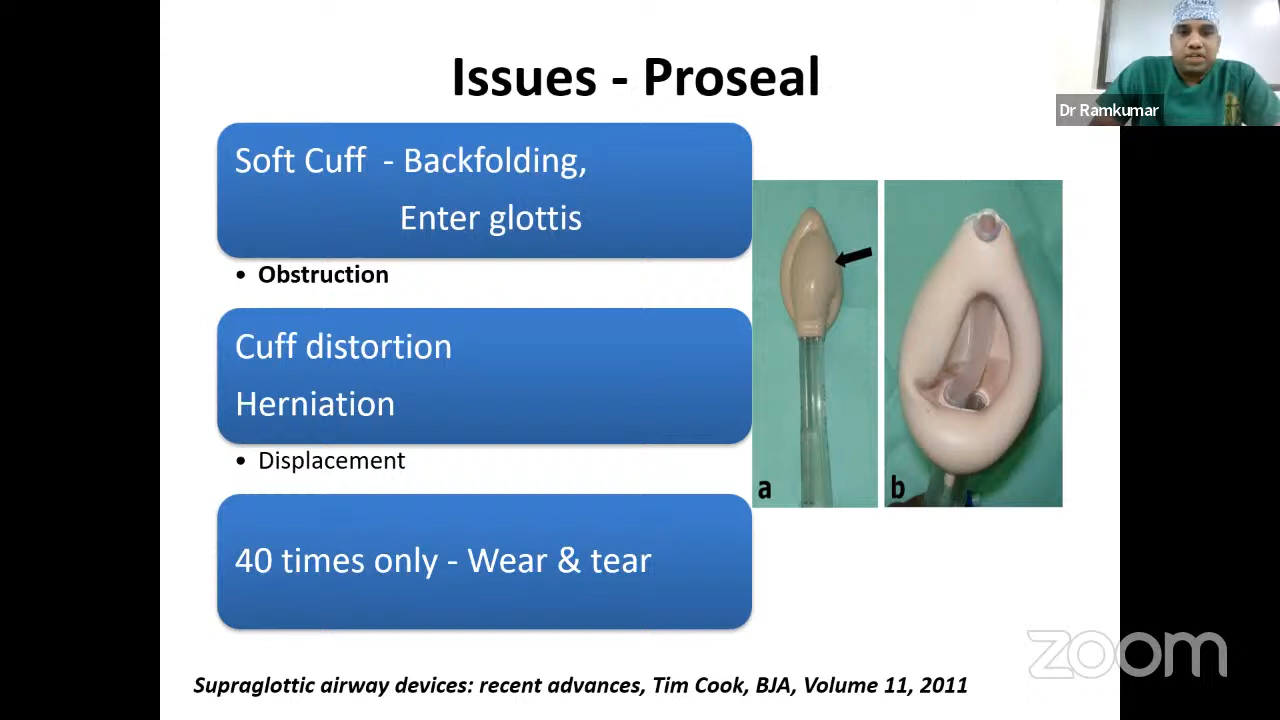 Issues - Proseal
Dr Ramkumar
Soft Cuff - Backfolding,
Enter glottis
• Obstruction
Cuff distortion
Herniation
• Displacement
40 times only - Wear & tear
a
b
zoom
Supraglottic airway devices: recent advances, Tim Cook, BJA, Volume 11, 2011